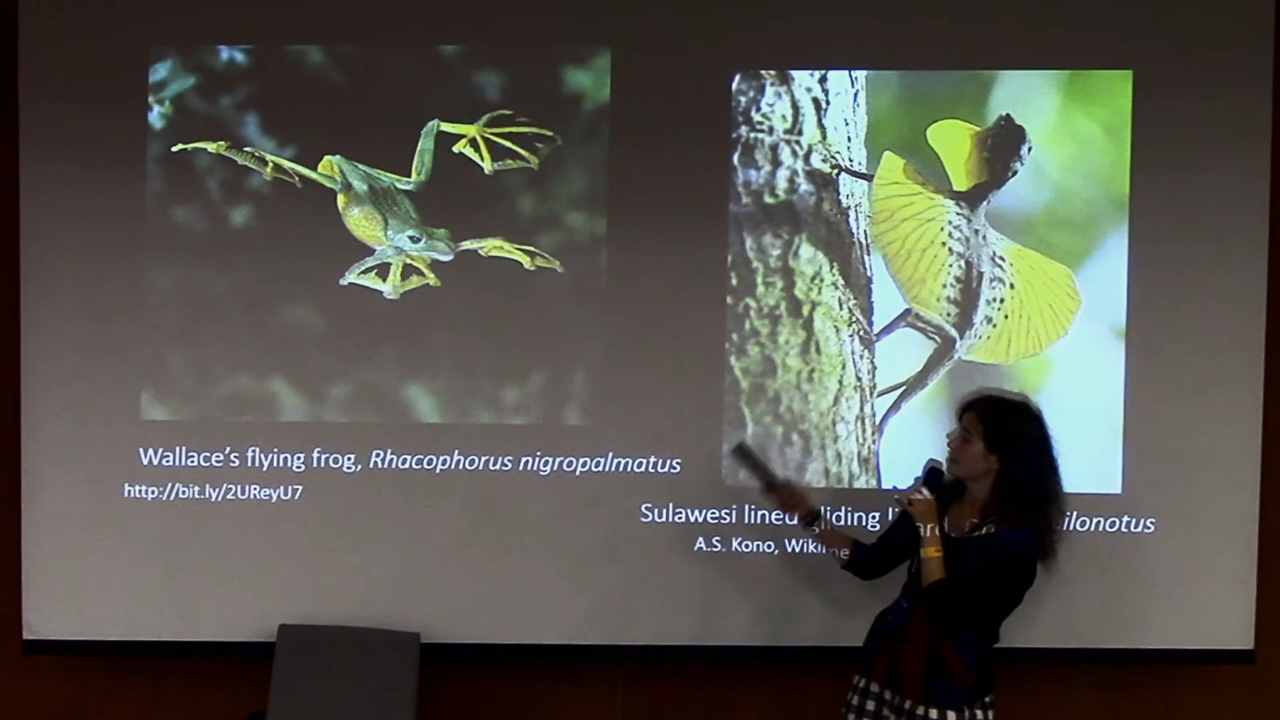 Wallace's flying frog, Rhacophorus nigropalmatus
http://bit.ly/2UReyU7
Sulawesi lined gliding
A.S. Kono,